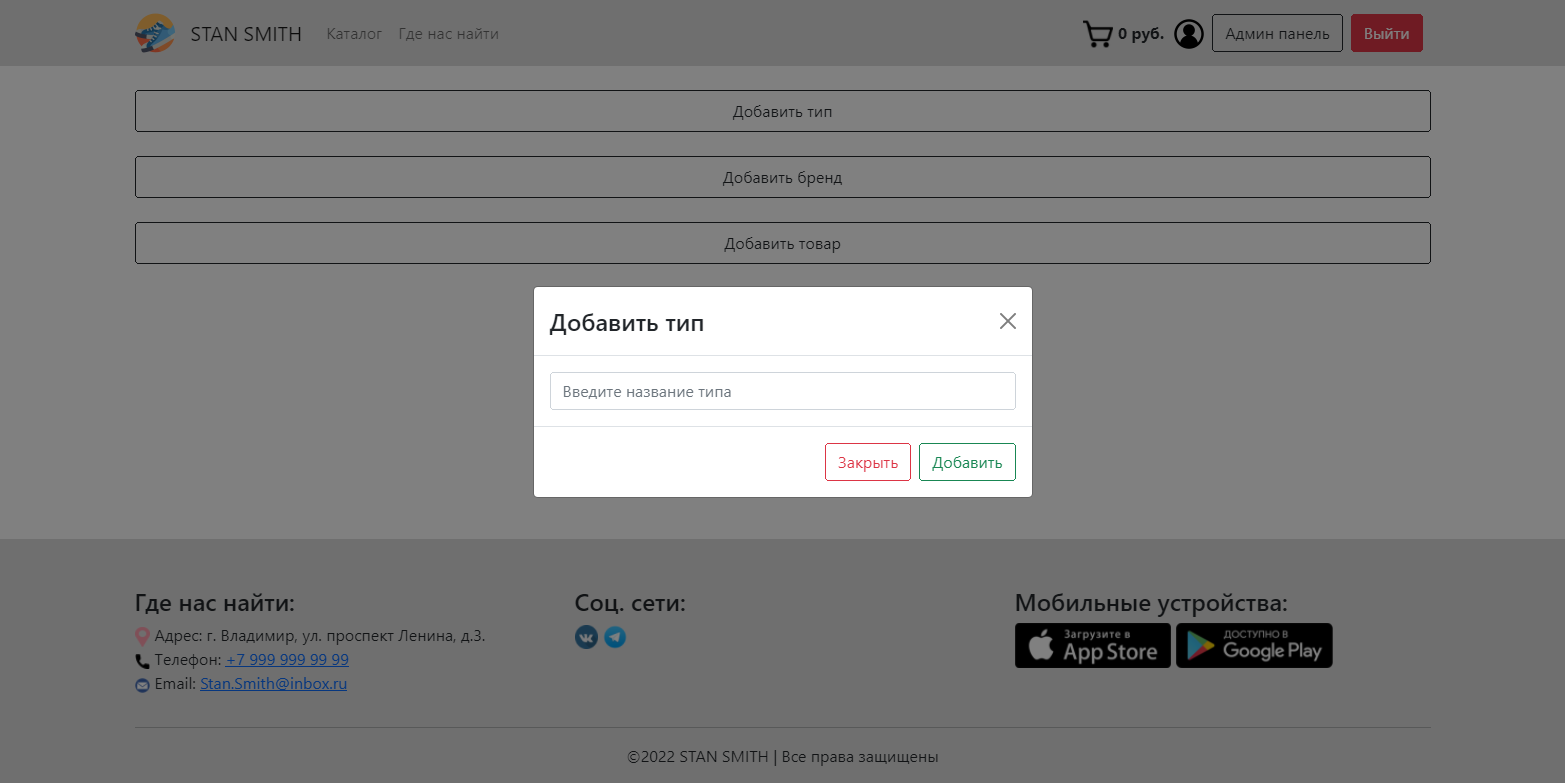 STAN SMITH Каталог Где нас найти 0 руб. Админ панель Выйти
Добавить тип
Добавить бренд
Добавить товар
Добавить тип
Введите название типа
Закрыть Добавить
Где нас найти:
Адрес: г. Владимир, ул. проспект Ленина, д.3.
Телефон: +7 999 999 99 99
Email: Stan.Smith@inbox.ru
Соц. сети:
Мобильные устройства:
Загрузите в
App Store
ДОСТУПНО В
Google Play
©2022 STAN SMITH | Все права защищены